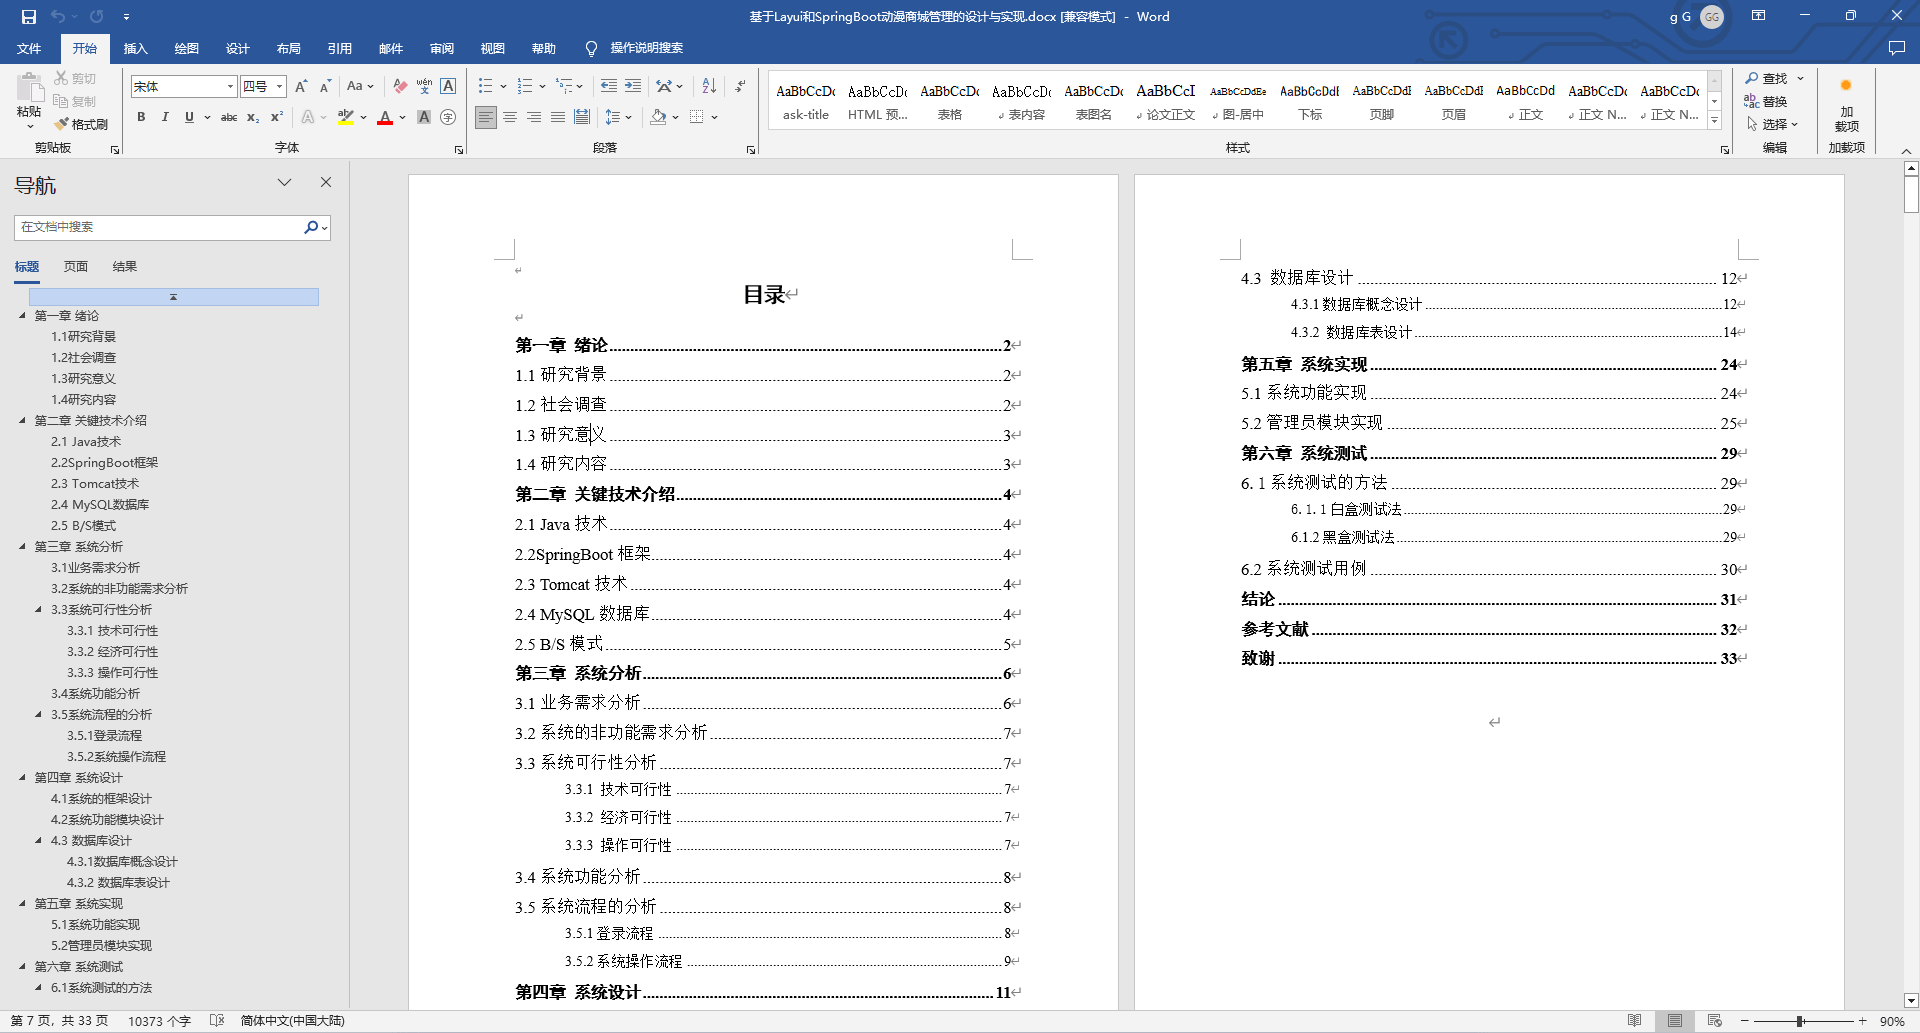 基于Layui和SpringBoot动漫商城管理的设计与实现.docx [兼容模式] - Word
g G
GG
文件 开始 插入 绘图 设计 布局 引用 邮件 审阅 视图 帮助 操作说明搜索
粘贴
剪切
复制
格式刷
剪贴板
宋体 四号
字体
段落
AaBbCcDc ask-title
AaBbCcDc HTML 预...
AaBbCcDc 表格
AaBbCcDc 表内容
AaBbCcDc 表图名
AaBbCcI 论文正文
AaBbCcDdEe 图-居中
AaBbCcDdI 下标
AaBbCcDdI 页脚
AaBbCcDdI 页眉
AaBbCcDd 正文
AaBbCcDc 正文 N...
AaBbCcDc 正文 N...
样式
查找
替换
选择
编辑
加
载项
加载项
导航
在文档中搜索
标题 页面 结果
第一章 绪论
1.1研究背景
1.2社会调查
1.3研究意义
1.4研究内容
第二章 关键技术介绍
2.1 Java技术
2.2SpringBoot框架
2.3 Tomcat技术
2.4 MySQL数据库
2.5 B/S模式
第三章 系统分析
3.1业务需求分析
3.2系统的非功能需求分析
3.3系统可行性分析
3.3.1 技术可行性
3.3.2 经济可行性
3.3.3 操作可行性
3.4系统功能分析
3.5系统流程的分析
3.5.1登录流程
3.5.2系统操作流程
第四章 系统设计
4.1系统的框架设计
4.2系统功能模块设计
4.3 数据库设计
4.3.1数据库概念设计
4.3.2 数据库表设计
第五章 系统实现
5.1系统功能实现
5.2管理员模块实现
第六章 系统测试
6.1系统测试的方法
目录
第一章 绪论 2
1.1 研究背景 2
1.2 社会调查 2
1.3 研究意义 3
1.4 研究内容 3
第二章 关键技术介绍 4
2.1 Java 技术 4
2.2SpringBoot 框架 4
2.3 Tomcat 技术 4
2.4 MySQL 数据库 4
2.5 B/S 模式 5
第三章 系统分析 6
3.1 业务需求分析 6
3.2 系统的非功能需求分析 7
3.3 系统可行性分析 7
3.3.1 技术可行性 7
3.3.2 经济可行性 7
3.3.3 操作可行性 7
3.4 系统功能分析 8
3.5 系统流程的分析 8
3.5.1 登录流程 8
3.5.2 系统操作流程 9
第四章 系统设计 11
4.3 数据库设计 12
4.3.1 数据库概念设计 12
4.3.2 数据库表设计 14
第五章 系统实现 24
5.1 系统功能实现 24
5.2 管理员模块实现 25
第六章 系统测试 29
6. 1 系统测试的方法 29
6. 1. 1 白盒测试法 29
6.1.2 黑盒测试法 29
6.2 系统测试用例 30
结论 31
参考文献 32
致谢 33
第 7 页，共 33 页 10373 个字 简体中文(中国大陆)
90%